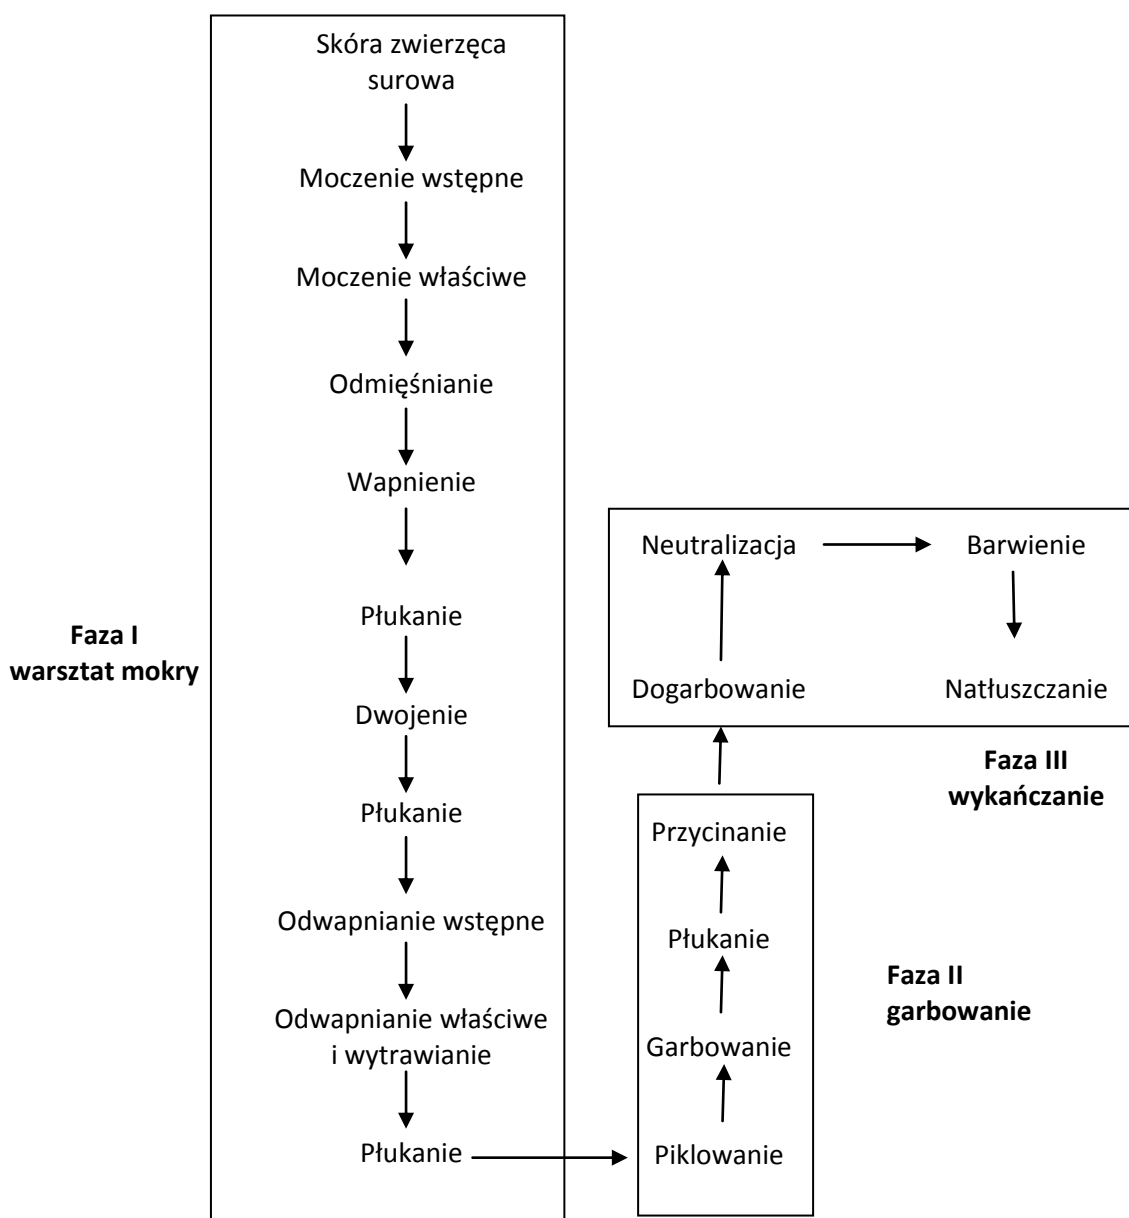 Skóra zwierzęca
surowa
Moczenie wstępne
Moczenie właściwe
Odmięśnianie
Wapnienie
Płukanie
Dwojenie
Płukanie
Odwapnianie wstępne
Odwapnianie właściwe
i wytrawianie
Płukanie
Faza I
warsztat mokry
Piklowanie
Garbowanie
Płukanie
Przycinanie
Faza II
garbowanie
Dogarbowanie
Neutralizacja
Barwienie
Natłuszczanie
Faza III
wykańczanie